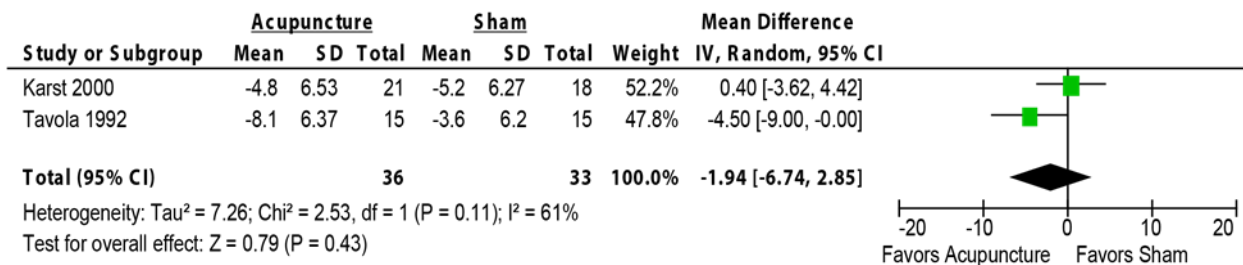 Acupuncture Sham Mean Difference
Study or Subgroup Mean SD Total Mean SD Total Weight IV, Random, 95% CI
Karst 2000 -4.8 6.53 21 -5.2 6.27 18 52.2% 0.40 [-3.62, 4.42]
Tavola 1992 -8.1 6.37 15 -3.6 6.2 15 47.8% -4.50 [-9.00, -0.00]
Total (95% CI) 36 33 100.0% -1.94 [-6.74, 2.85]
Heterogeneity: Tau² = 7.26; Chi² = 2.53, df = 1 (P = 0.11); I² = 61%
Test for overall effect: Z = 0.79 (P = 0.43)
-20 -10 0 10 20
Favors Acupuncture Favors Sham